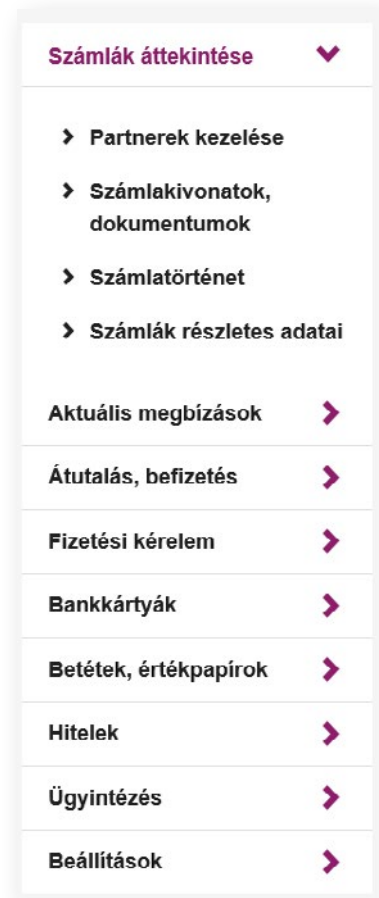 Számlák áttekintése
Partnerek kezelése
Számlakivonatok,
dokumentumok
Számlatörténet
Számlák részletes adatai
Aktuális megbízások
Átutalás, befizetés
Fizetési kérelem
Bankkártyák
Betétek, értékpapírok
Hitelek
Ügyintézés
Beállítások